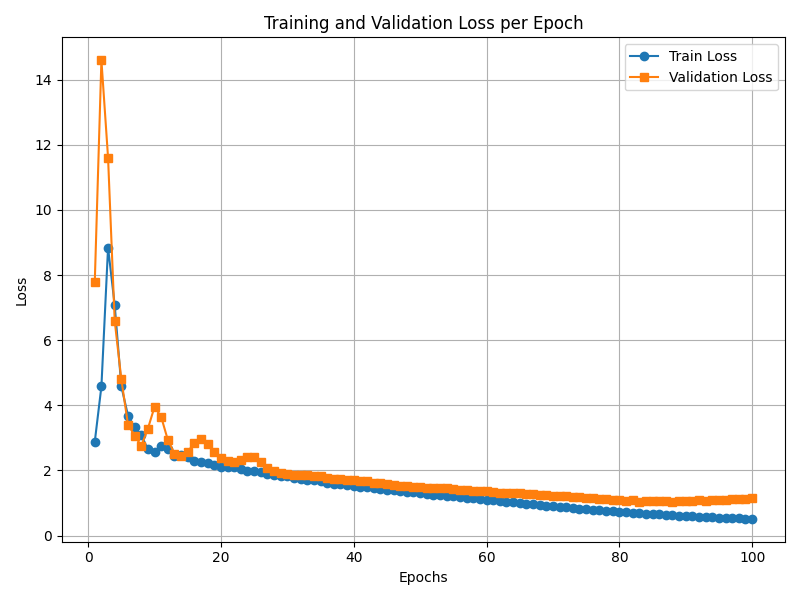 Training and Validation Loss per Epoch
Train Loss
Validation Loss
14
12
10
8
6
4
2
0
Loss
0 20 40 60 80 100
Epochs